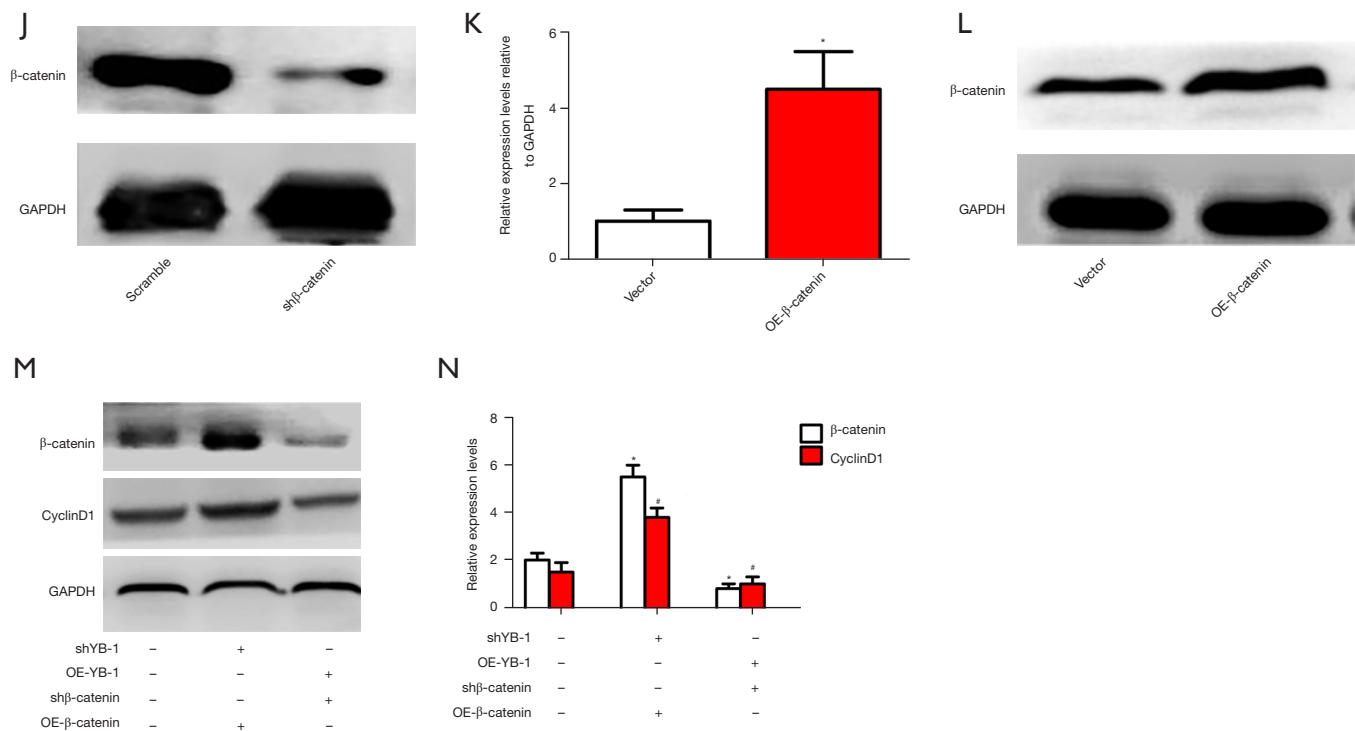 J
β-catenin
GAPDH
Scramble
shβ-catenin
K
Relative expression levels relative
to GAPDH
6
4
2
0
*
Vector
OE-β-catenin
L
β-catenin
GAPDH
Vector
OE-β-catenin
M
β-catenin
CyclinD1
GAPDH
shYB-1 – + –
OE-YB-1 – – +
shβ-catenin – – +
OE-β-catenin – + –
N
Relative expression levels
8
6
4
2
0
* #
* #
β-catenin
CyclinD1
shYB-1 – + –
OE-YB-1 – – +
shβ-catenin – – +
OE-β-catenin – + –